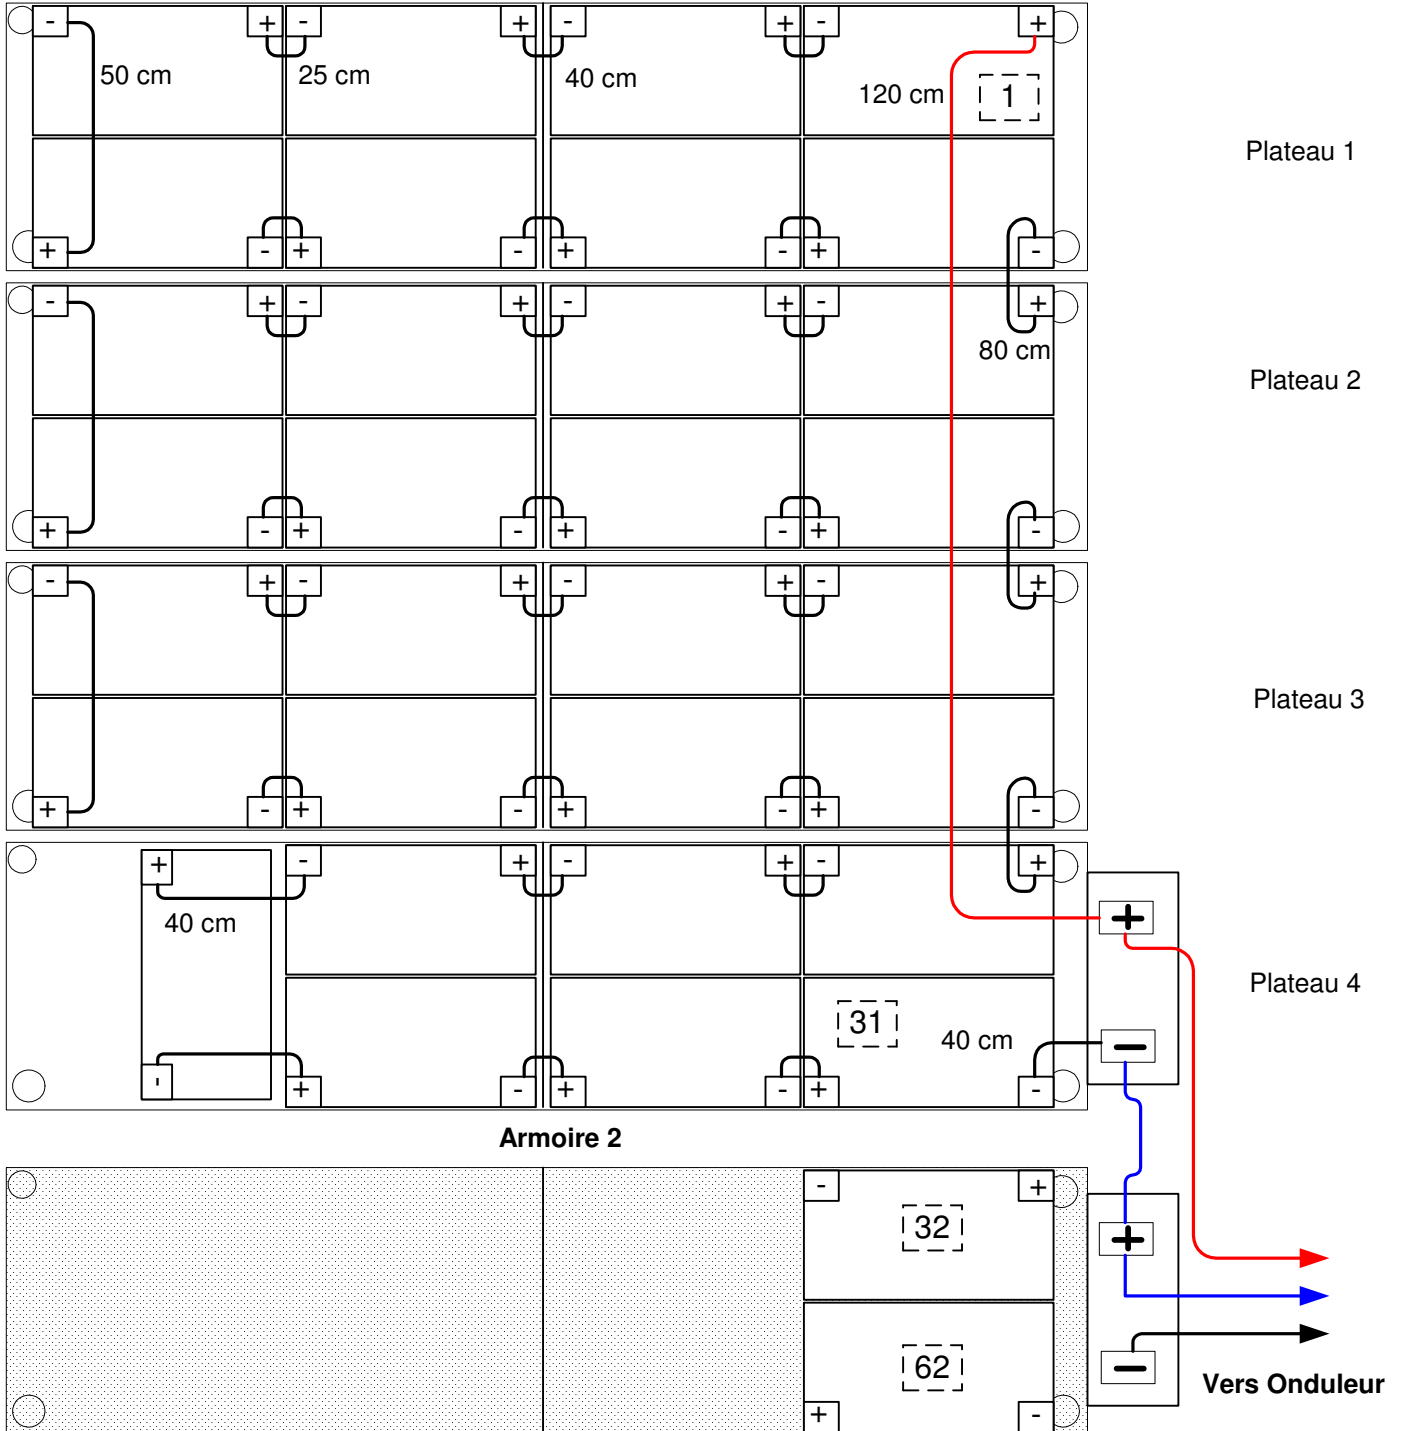 - + - + - + - +
50 cm 25 cm 40 cm 120 cm 1
Plateau 1
+ - + - + - + -
- + - + - + - +
80 cm
Plateau 2
+ - + - + - + -
- + - + - + - +
Plateau 3
+ - + - + - + -
+ - + - + - +
40 cm
+
Plateau 4
31 40 cm
-
- + - + - + -
Armoire 2
- +
32
+
62
-
Vers Onduleur
+ -